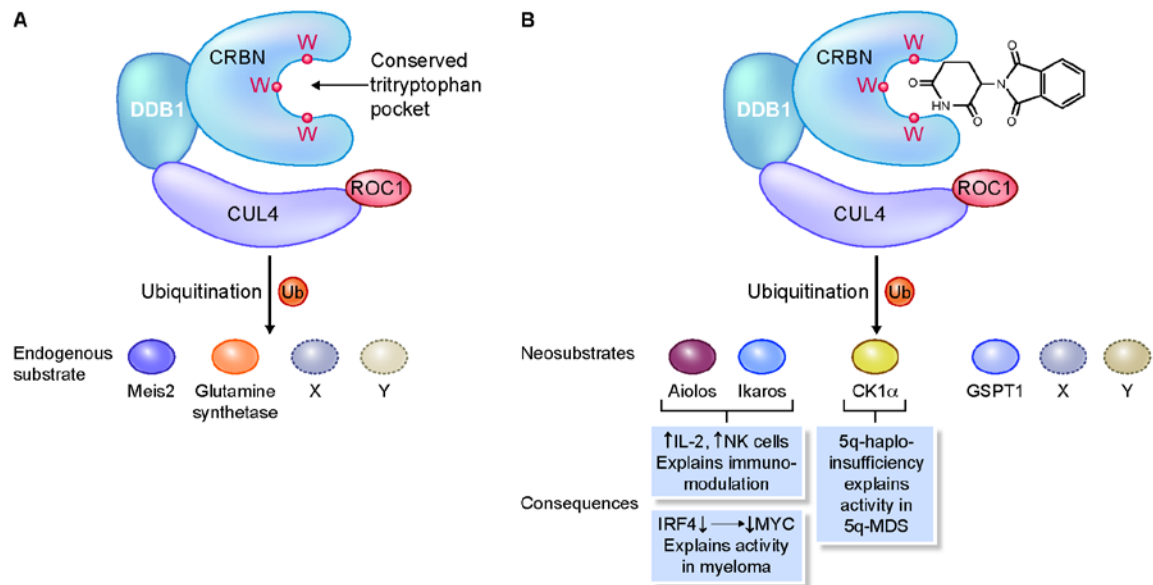 A
CRBN
W
W
W
Conserved
tritryptophan
pocket
DDB1
ROC1
CUL4
Ubiquitination
Ub
Endogenous
substrate
Meis2
Glutamine
synthetase
X
Y
B
CRBN
W
W
W
O
NH
O
N
O
O
DDB1
ROC1
CUL4
Ubiquitination
Ub
Neosubstrates
Aiolos
Ikaros
CK1α
GSPT1
X
Y
Consequences
↑IL-2, ↑NK cells
Explains immuno-
modulation
IRF4↓ → ↓MYC
Explains activity
in myeloma
5q-haplo-
insufficiency
explains
activity in
5q-MDS